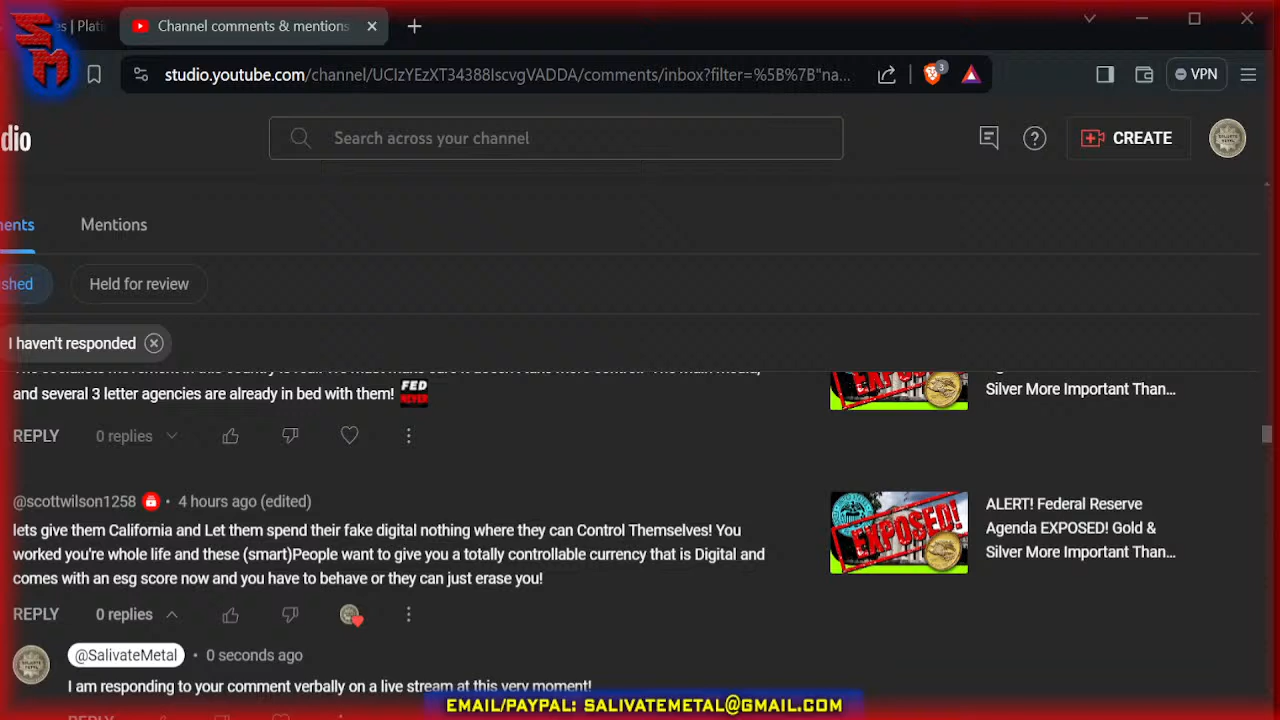 SM
es | Plati
Channel comments & mentions
studio.youtube.com/channel/UCIzYEzXT34388IscvgVADDA/comments/inbox?filter=%5B%7B"na...
3
VPN
dio
Search across your channel
CREATE
ents
Mentions
shed
Held for review
I haven't responded
and several 3 letter agencies are already in bed with them!
FED
NEVER
Silver More Important Than...
REPLY 0 replies
@scottwilson1258 • 4 hours ago (edited)
lets give them California and Let them spend their fake digital nothing where they can Control Themselves! You
worked you're whole life and these (smart)People want to give you a totally controllable currency that is Digital and
comes with an esg score now and you have to behave or they can just erase you!
EXPOSED!
ALERT! Federal Reserve
Agenda EXPOSED! Gold &
Silver More Important Than...
REPLY 0 replies
@SalivateMetal • 0 seconds ago
I am responding to your comment verbally on a live stream at this very moment!
EMAIL/PAYPAL: SALIVATEMETAL@GMAIL.COM